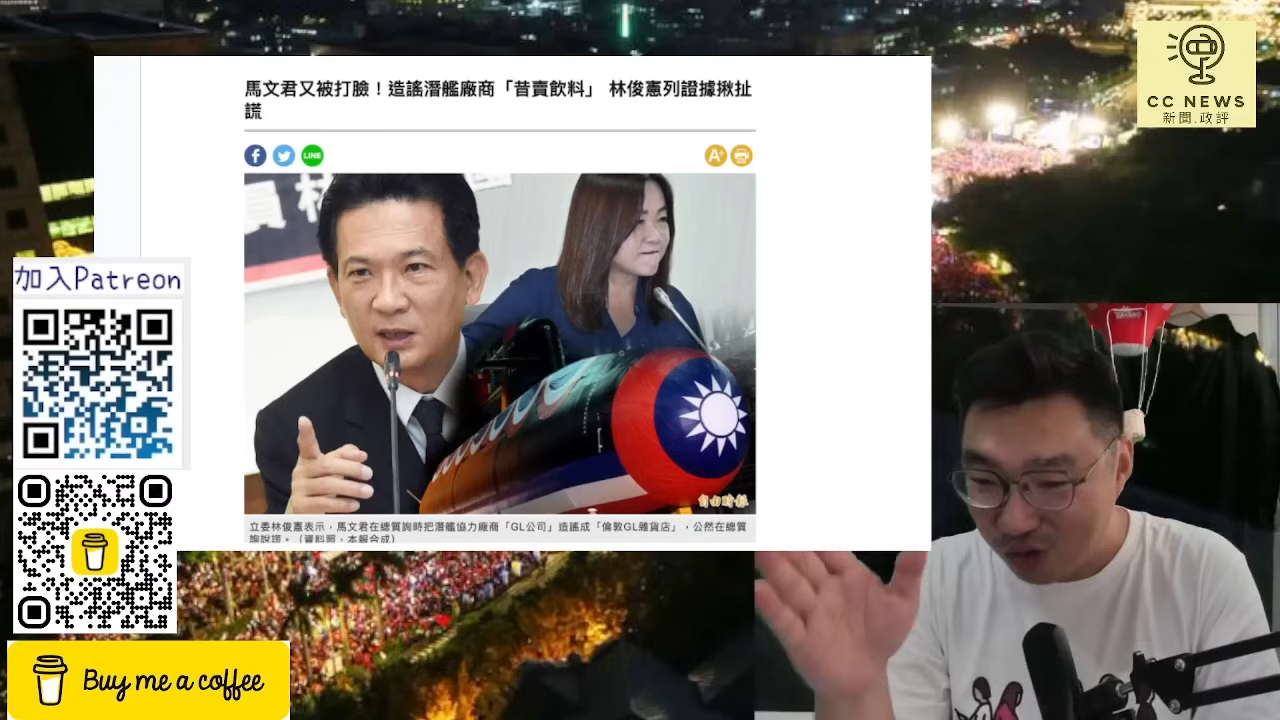 馬文君又被打臉！造謠潛艦廠商「昔賣飲料」 林俊憲列證據揪扯
謊
LINE
A+
CC NEWS
新聞.政評
加入Patreon
自由時報
立委林俊憲表示，馬文君在總質詢時把潛艦協力廠商「GL公司」造謠成「倫敦GL雜貨店」，公然在總質
詢說謊。（資料照，本報合成）
Buy me a coffee